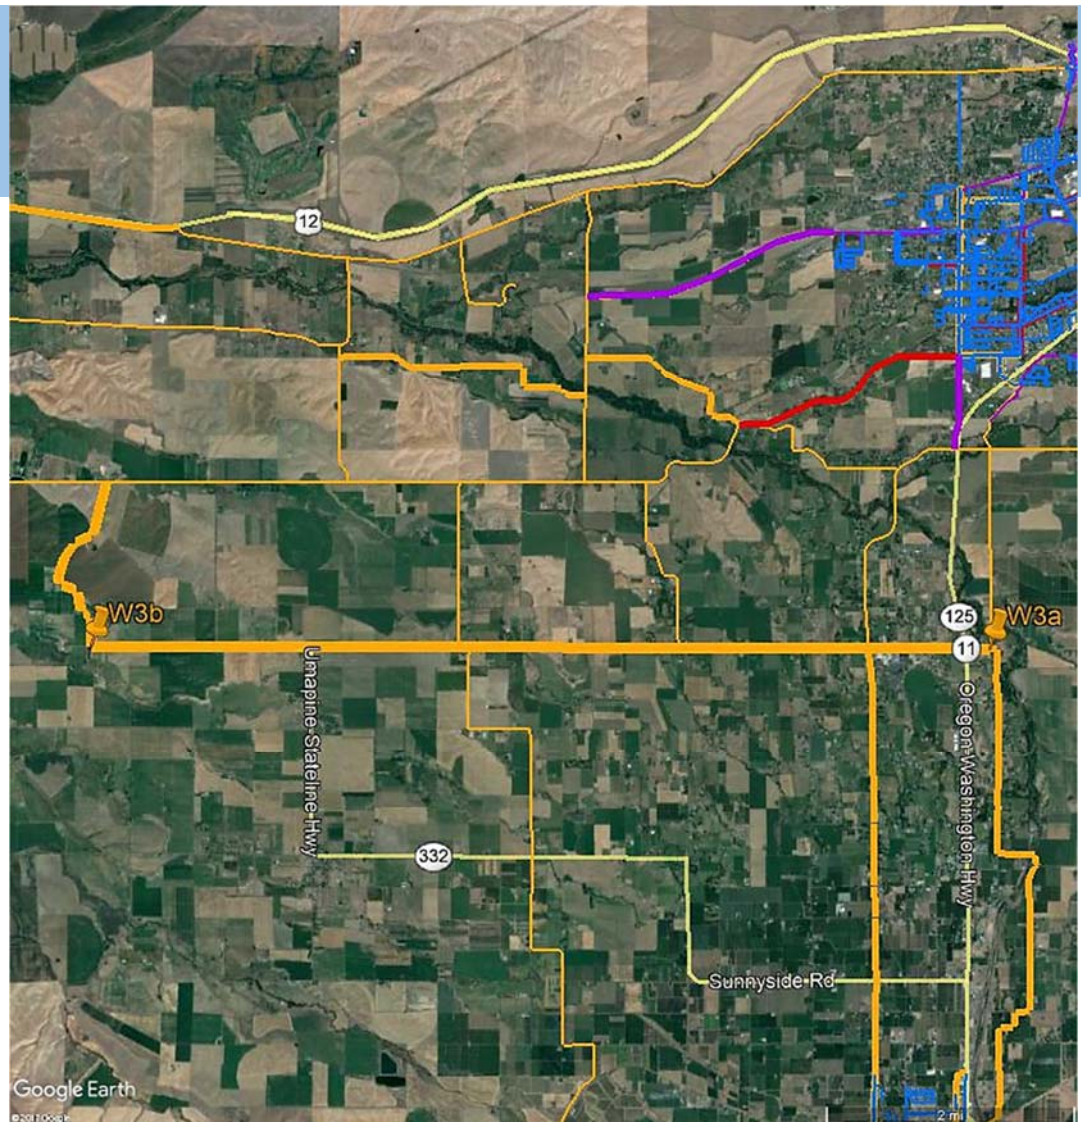 12
W3b
125
W3a
11
Umapine-Stateline Hwy
Oregon Washington Hwy
332
Sunnyside Rd
Google Earth
2 mi